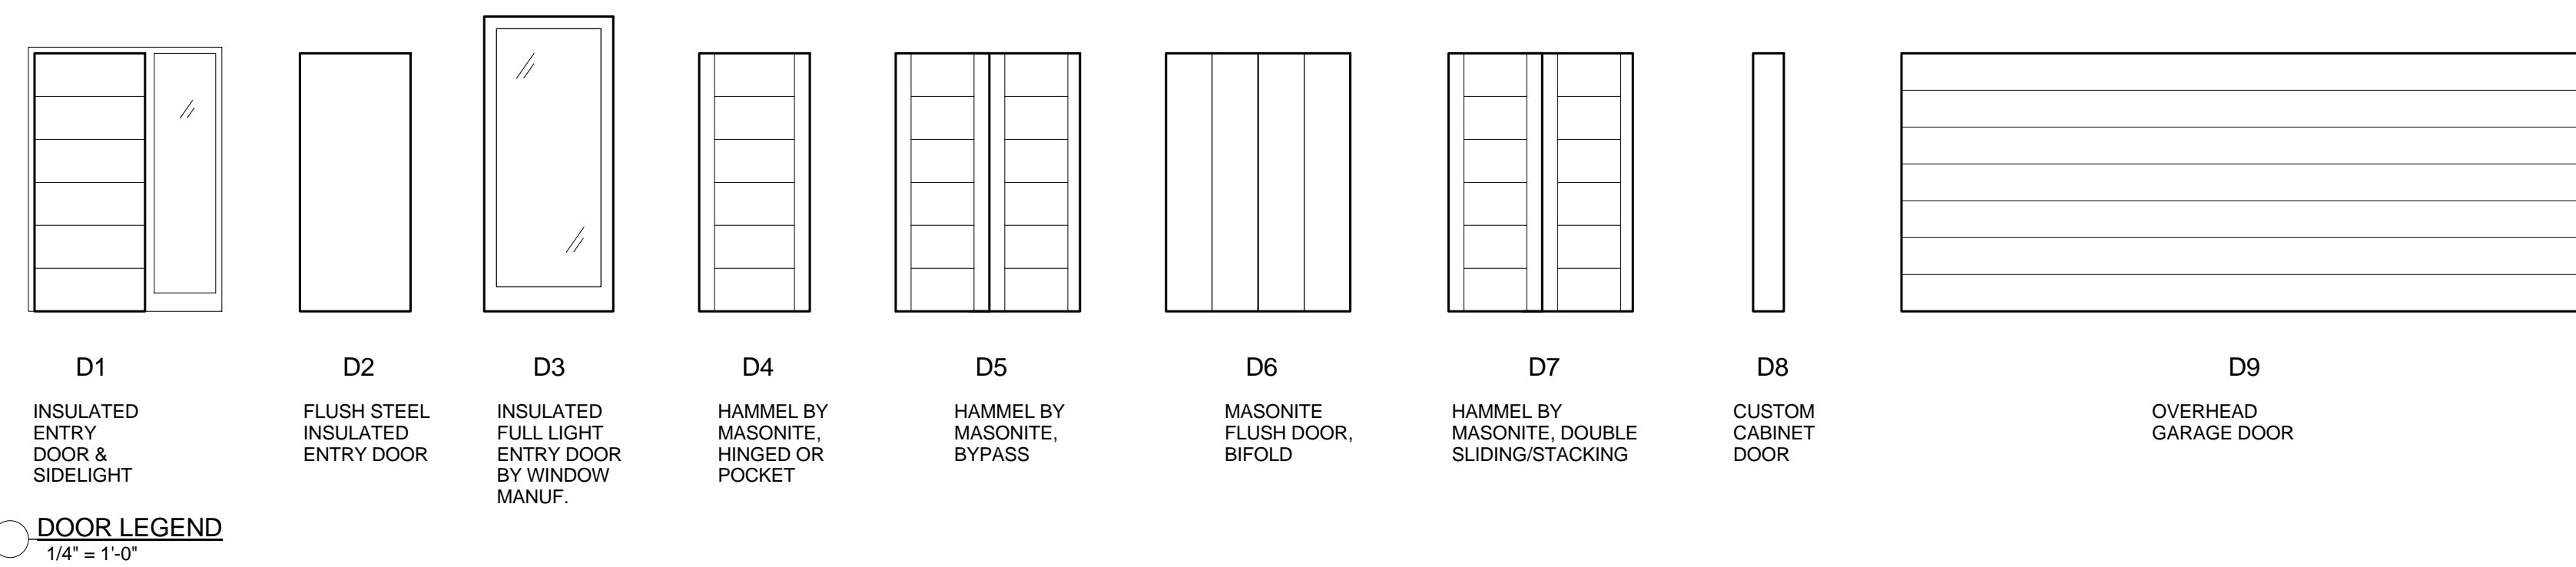 D1
INSULATED
ENTRY
DOOR &
SIDELIGHT
D2
FLUSH STEEL
INSULATED
ENTRY DOOR
D3
INSULATED
FULL LIGHT
ENTRY DOOR
BY WINDOW
MANUF.
D4
HAMMEL BY
MASONITE,
HINGED OR
POCKET
D5
HAMMEL BY
MASONITE,
BYPASS
D6
MASONITE
FLUSH DOOR,
BIFOLD
D7
HAMMEL BY
MASONITE, DOUBLE
SLIDING/STACKING
D8
CUSTOM
CABINET
DOOR
D9
OVERHEAD
GARAGE DOOR
DOOR LEGEND
1/4" = 1'-0"